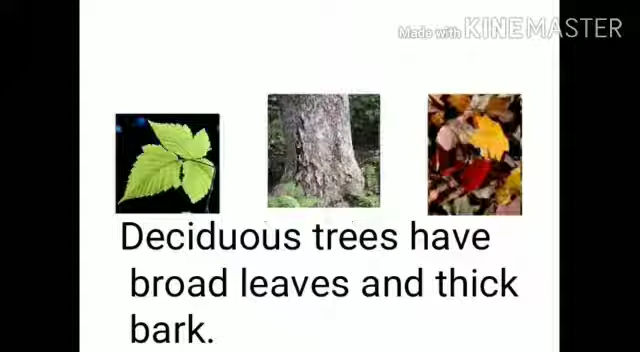 Made with KINEMASTER
Deciduous trees have
broad leaves and thick
bark.